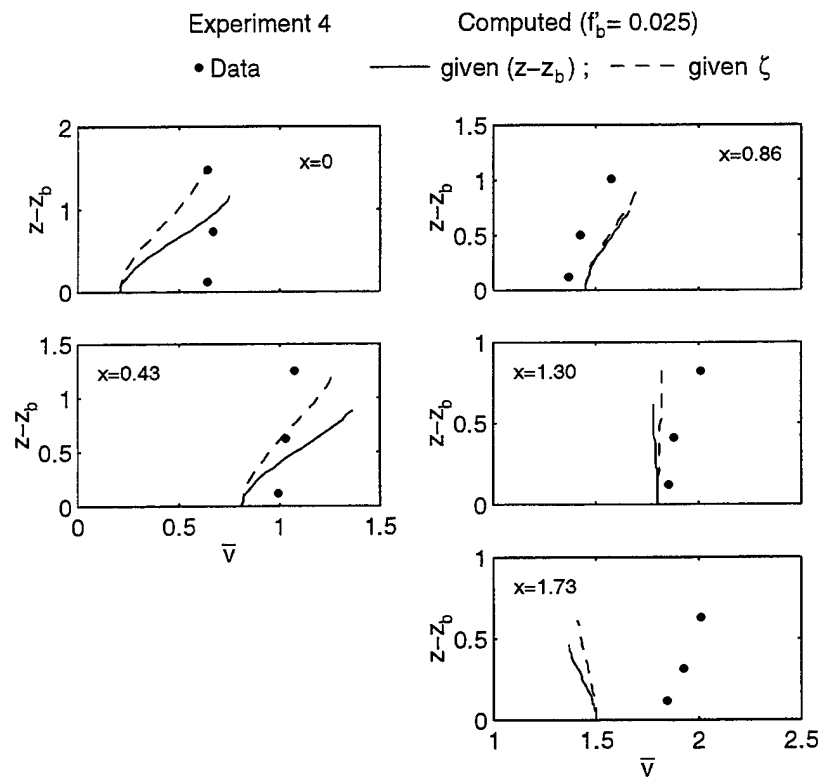 Experiment 4 Computed (f'b= 0.025)
● Data —— given (z−zb) ; − − − given ζ
2
1
0
z−zb
x=0
1.5
1
0.5
0
z−zb
x=0.86
1.5
1
0.5
0
z−zb
x=0.43
0 0.5 1 1.5
v̅
1
0.5
0
z−zb
x=1.30
1
0.5
0
z−zb
x=1.73
1 1.5 2 2.5
v̅